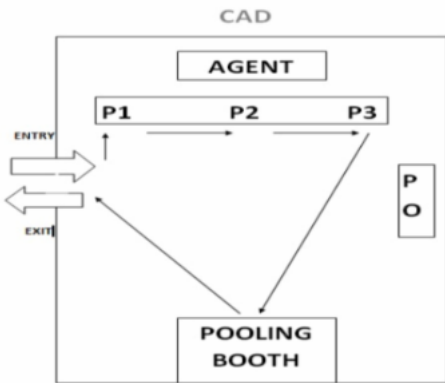 CAD
AGENT
P1 P2 P3
ENTRY
P
O
EXIT
POOLING
BOOTH